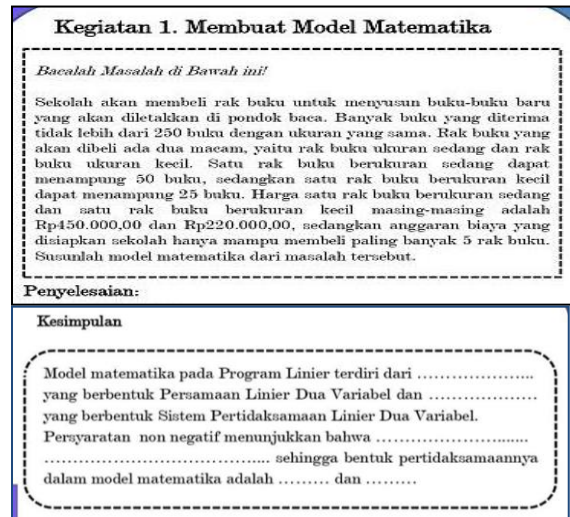 Kegiatan 1. Membuat Model Matematika
Bacalah Masalah di Bawah ini!
Sekolah akan membeli rak buku untuk menyusun buku-buku baru
yang akan diletakkan di pondok baca. Banyak buku yang diterima
tidak lebih dari 250 buku dengan ukuran yang sama. Rak buku yang
akan dibeli ada dua macam, yaitu rak buku ukuran sedang dan rak
buku ukuran kecil. Satu rak buku berukuran sedang dapat
menampung 50 buku, sedangkan satu rak buku berukuran kecil
dapat menampung 25 buku. Harga satu rak buku berukuran sedang
dan satu rak buku berukuran kecil masing-masing adalah
Rp450.000,00 dan Rp220.000,00, sedangkan anggaran biaya yang
disiapkan sekolah hanya mampu membeli paling banyak 5 rak buku.
Susunlah model matematika dari masalah tersebut.
Penyelesaian:
Kesimpulan
Model matematika pada Program Linier terdiri dari ....................
yang berbentuk Persamaan Linier Dua Variabel dan ..................
yang berbentuk Sistem Pertidaksamaan Linier Dua Variabel.
Persyaratan non negatif menunjukkan bahwa ..........................
...................................... sehingga bentuk pertidaksamaannya
dalam model matematika adalah ......... dan .........